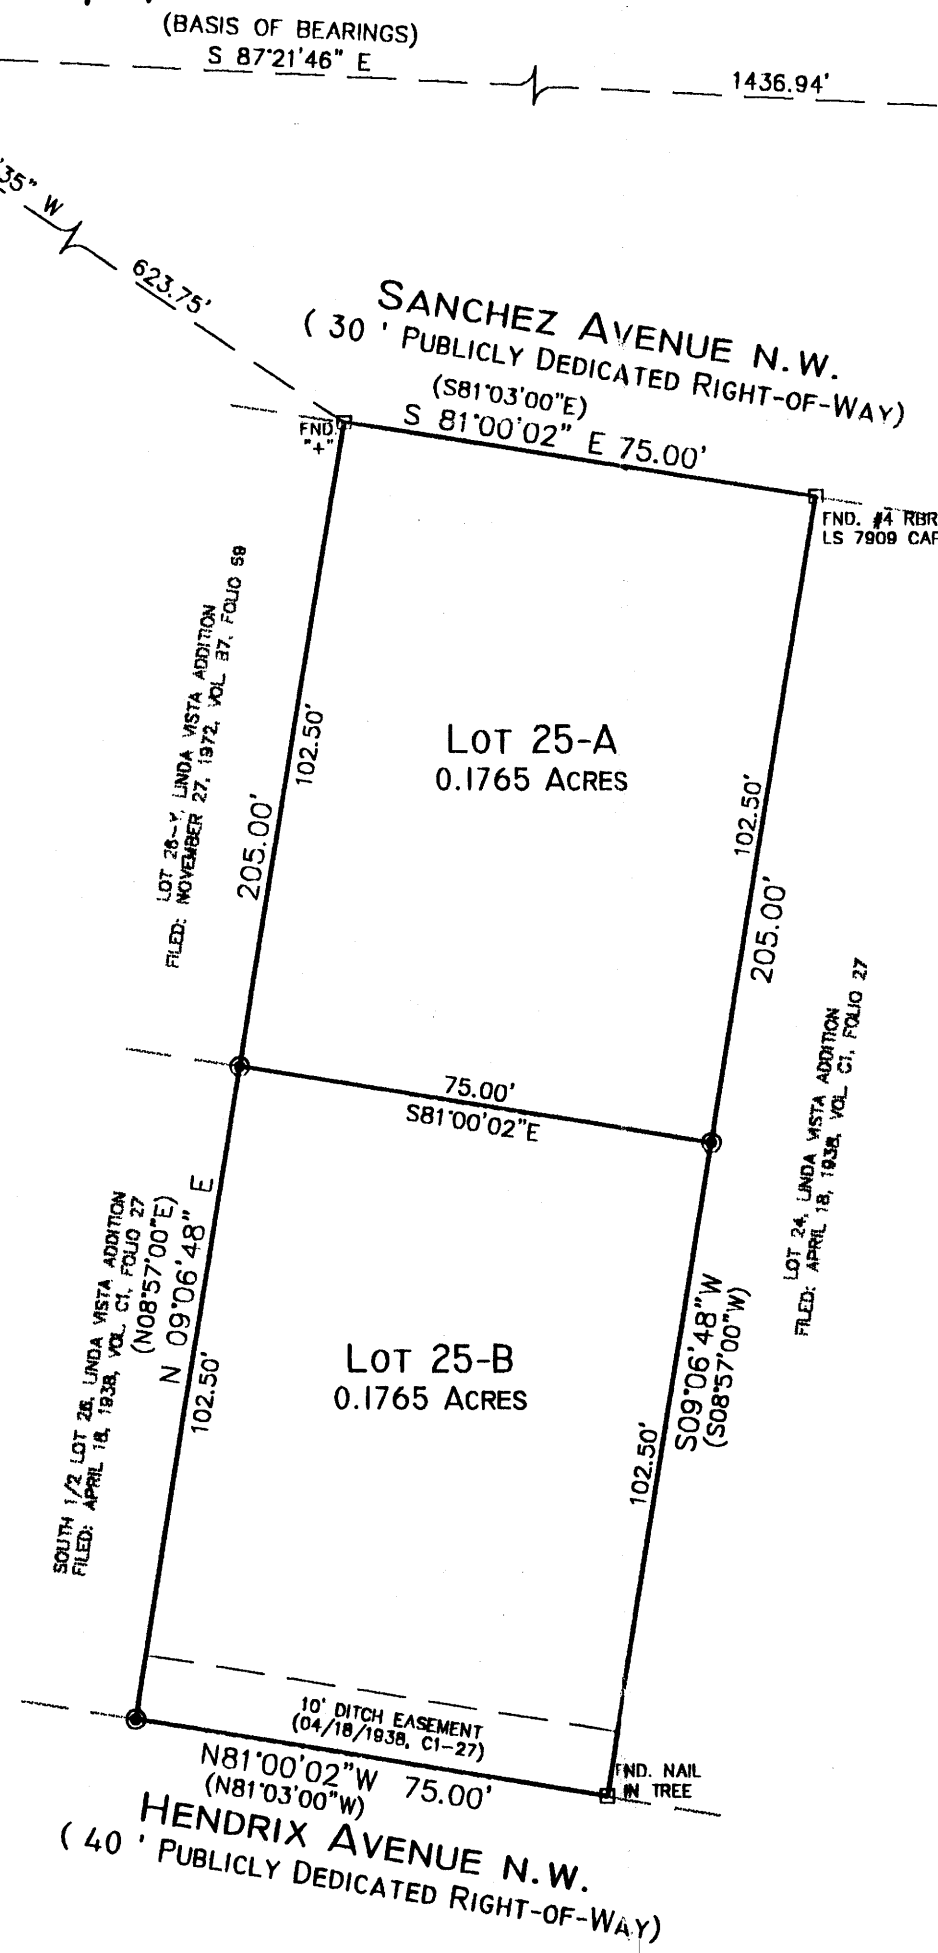 (BASIS OF BEARINGS)
S 87°21'46" E
1436.94'
'35" W
623.75'
SANCHEZ AVENUE N.W.
( 30 ' PUBLICLY DEDICATED RIGHT-OF-WAY)
(S81°03'00"E)
S 81°00'02" E 75.00'
FND.
"+"
FND. #4 RBR
LS 7909 CAP
LOT 26-Y, LINDA VISTA ADDITION
FILED: NOVEMBER 27, 1972, VOL. B7, FOLIO 59
102.50'
205.00'
LOT 25-A
0.1765 ACRES
102.50'
205.00'
75.00'
S81°00'02"E
LOT 24, LINDA VISTA ADDITION
FILED: APRIL 18, 1938, VOL. C1, FOLIO 27
SOUTH 1/2 LOT 26, LINDA VISTA ADDITION
FILED: APRIL 18, 1938, VOL. C1, FOLIO 27
(N08°57'00"E)
N 09°06'48" E
102.50'
LOT 25-B
0.1765 ACRES
102.50'
S09°06'48"W
(S08°57'00"W)
10' DITCH EASEMENT
(04/18/1938, C1-27)
N81°00'02"W 75.00'
(N81°03'00"W)
FND. NAIL
IN TREE
HENDRIX AVENUE N.W.
( 40 ' PUBLICLY DEDICATED RIGHT-OF-WAY)